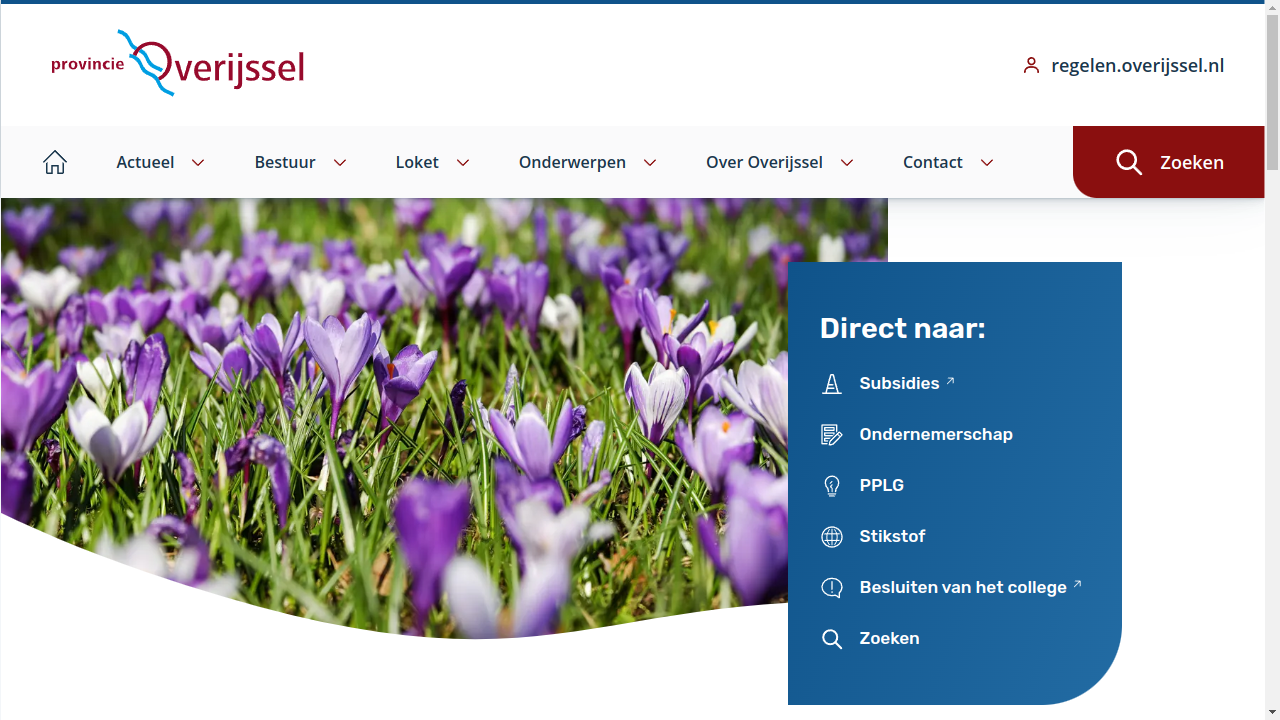 provincie Overijssel
regelen.overijssel.nl
Actueel
Bestuur
Loket
Onderwerpen
Over Overijssel
Contact
Zoeken
Direct naar:
Subsidies
Ondernemerschap
PPLG
Stikstof
Besluiten van het college
Zoeken